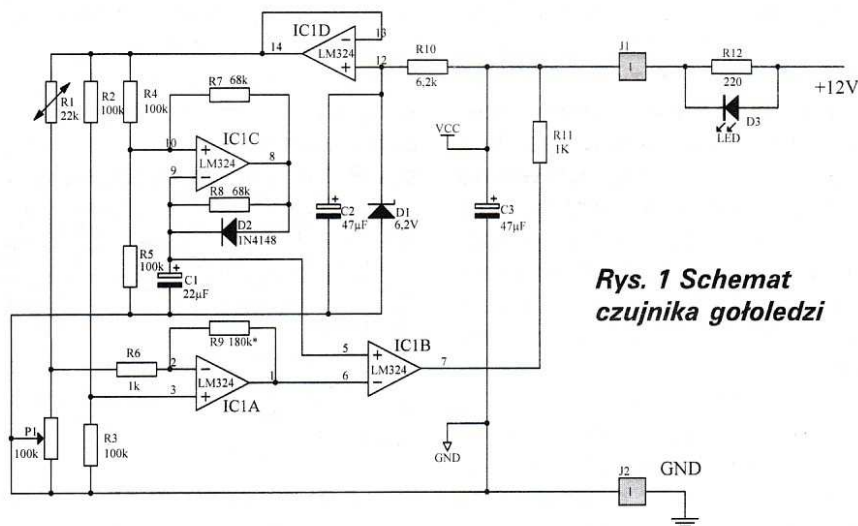 IC1D
14
13
LM324
12
R10
6,2k
J1
1
R12
220
+12V
D3
LED
R1
22k
R2
100k
R4
100k
R7 68k
10
IC1C
LM324
8
9
R8 68k
D2
1N4148
VCC
R11
1K
C2
47µF
D1
6,2V
C3
47µF
R5
100k
C1
22µF
Rys. 1 Schemat
czujnika gołoledzi
R9 180k*
R6
1k
2
3
LM324
1
IC1A
5
6
IC1B
LM324
7
P1
100k
R3
100k
GND
J2
1
GND
+
+
+
+
−
+
−
−
+
+
−